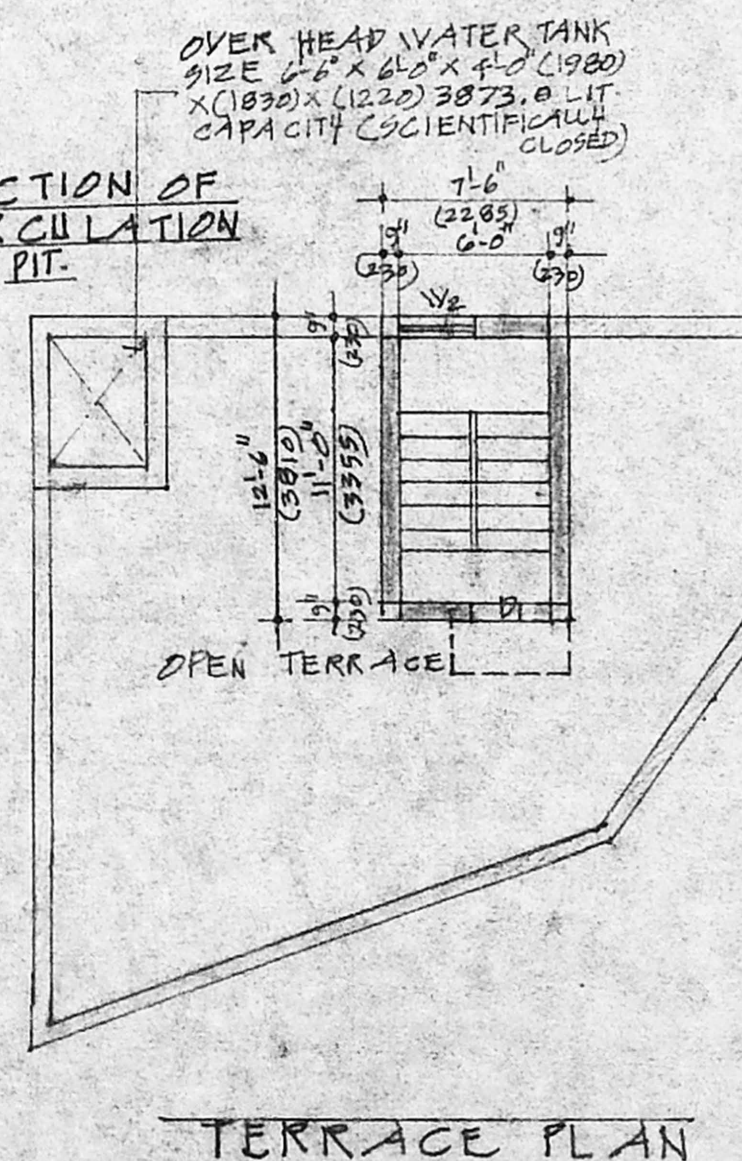 OVER HEAD WATER TANK
SIZE 6'-6" X 6'-0" X 4'-0" (1980)
X (1830) X (1220) 3873.0 LIT.
CAPACITY (SCIENTIFICALLY
CLOSED)
CTION OF
CULATION
PIT.
7'-6"
(2285)
9" 6'-0" 9"
(230) (230)
W2
9"
(230)
12'-6"
(3810)
11'-0"
(3355)
9"
(230)
D
OPEN TERRACE
TERRACE PLAN